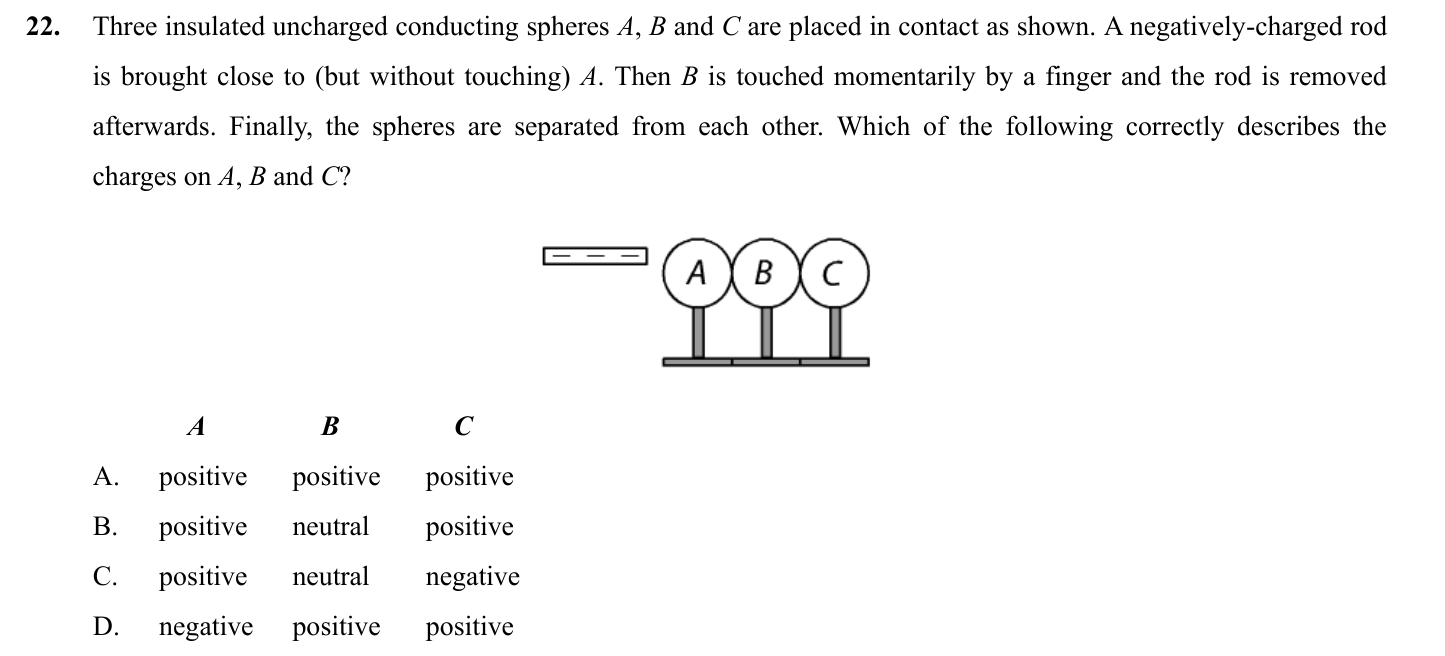 22. Three insulated uncharged conducting spheres A, B and C are placed in contact as shown. A negatively-charged rod
is brought close to (but without touching) A. Then B is touched momentarily by a finger and the rod is removed
afterwards. Finally, the spheres are separated from each other. Which of the following correctly describes the
charges on A, B and C?
A B C
A B C
A. positive positive positive
B. positive neutral positive
C. positive neutral negative
D. negative positive positive